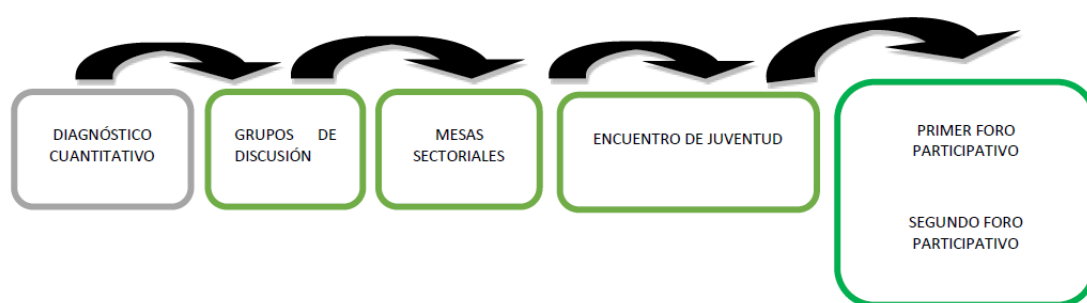 DIAGNÓSTICO
CUANTITATIVO
GRUPOS DE
DISCUSIÓN
MESAS
SECTORIALES
ENCUENTRO DE JUVENTUD
PRIMER FORO
PARTICIPATIVO
SEGUNDO FORO
PARTICIPATIVO